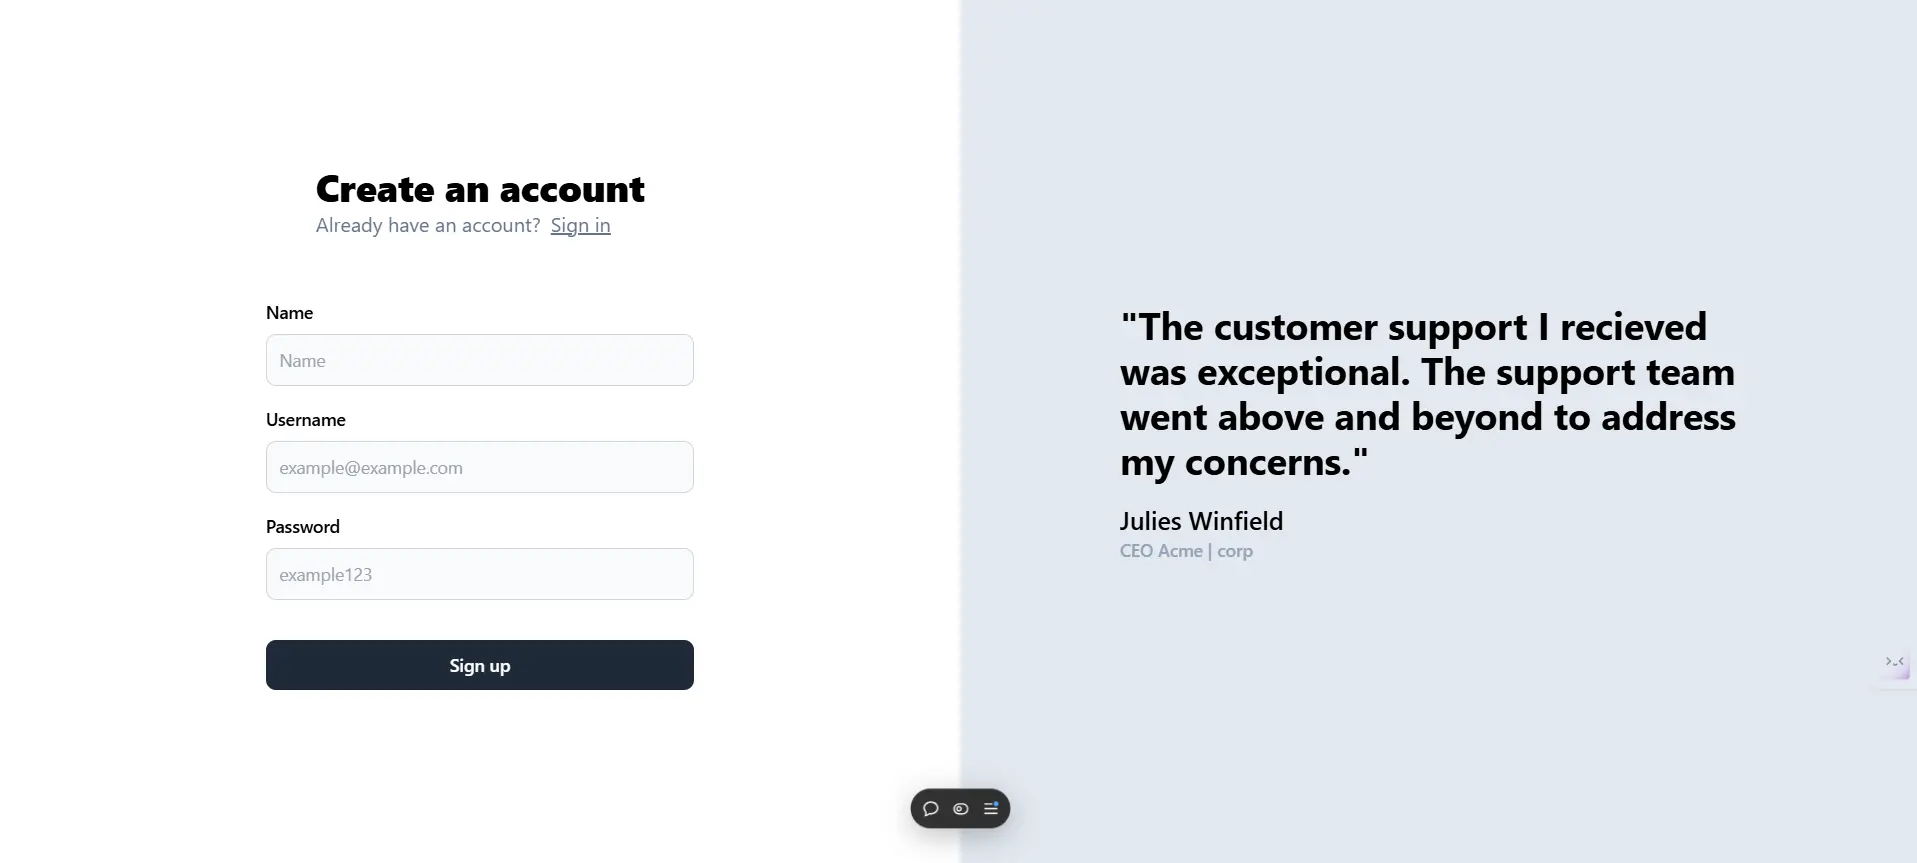 Create an account
Already have an account? Sign in
Name
Name
Username
example@example.com
Password
example123
Sign up
"The customer support I recieved
was exceptional. The support team
went above and beyond to address
my concerns."
Julies Winfield
CEO Acme | corp